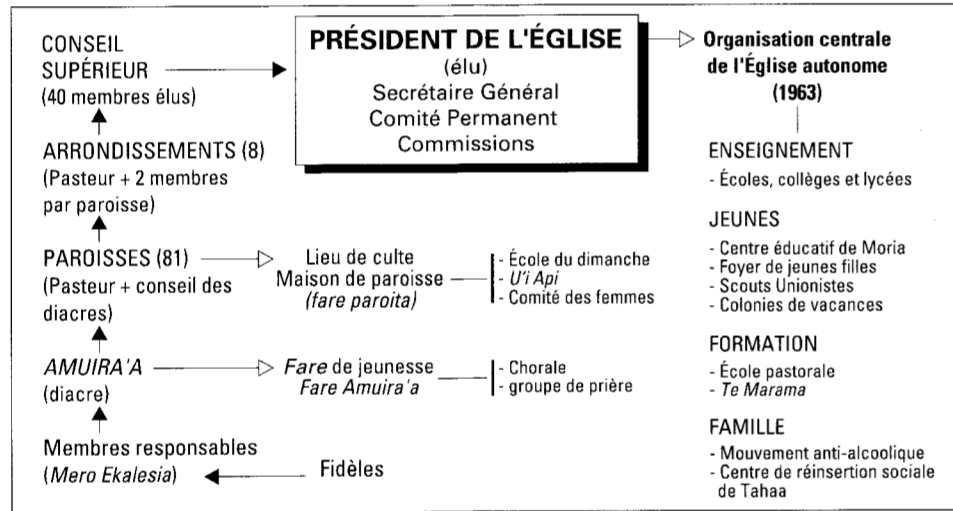 CONSEIL
SUPÉRIEUR
(40 membres élus)
PRÉSIDENT DE L'ÉGLISE
(élu)
Secrétaire Général
Comité Permanent
Commissions
Organisation centrale
de l'Église autonome
(1963)
ARRONDISSEMENTS (8)
(Pasteur + 2 membres
par paroisse)
PAROISSES (81)
(Pasteur + conseil des
diacres)
Lieu de culte
Maison de paroisse
(fare paroita)
- École du dimanche
- U'i Api
- Comité des femmes
AMUIRA'A
(diacre)
Fare de jeunesse
Fare Amuira'a
- Chorale
- groupe de prière
Membres responsables
(Mero Ekalesia)
Fidèles
ENSEIGNEMENT
- Écoles, collèges et lycées
JEUNES
- Centre éducatif de Moria
- Foyer de jeunes filles
- Scouts Unionistes
- Colonies de vacances
FORMATION
- École pastorale
- Te Marama
FAMILLE
- Mouvement anti-alcoolique
- Centre de réinsertion sociale
de Tahaa